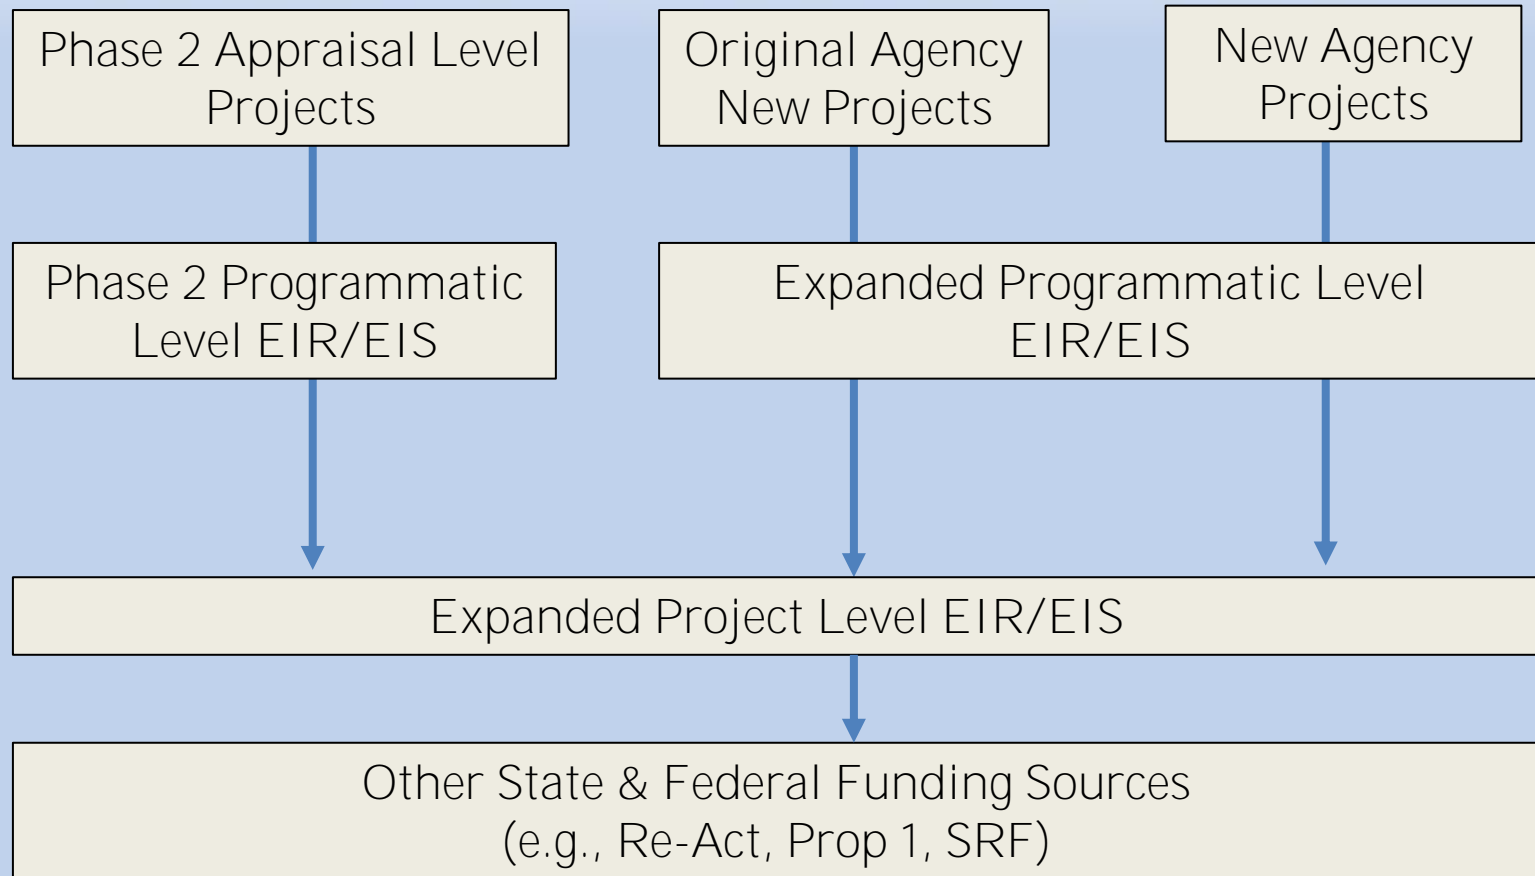 Phase 2 Appraisal Level
Projects
Original Agency
New Projects
New Agency
Projects
Phase 2 Programmatic
Level EIR/EIS
Expanded Programmatic Level
EIR/EIS
Expanded Project Level EIR/EIS
Other State & Federal Funding Sources
(e.g., Re-Act, Prop 1, SRF)